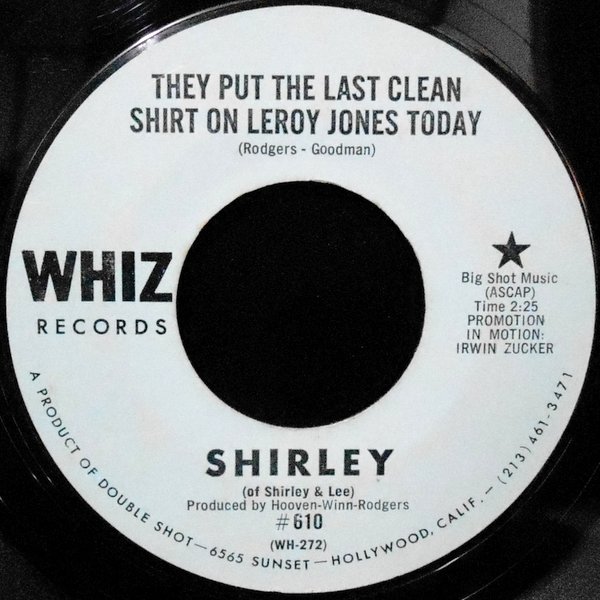 THEY PUT THE LAST CLEAN
SHIRT ON LEROY JONES TODAY
(Rodgers - Goodman)
WHIZ
RECORDS
★
Big Shot Music
(ASCAP)
Time 2:25
PROMOTION
IN MOTION:
IRWIN ZUCKER
SHIRLEY
(of Shirley & Lee)
Produced by Hooven-Winn-Rodgers
#610
(WH-272)
A PRODUCT OF DOUBLE SHOT—6565 SUNSET—HOLLYWOOD, CALIF.—(213) 461-3471